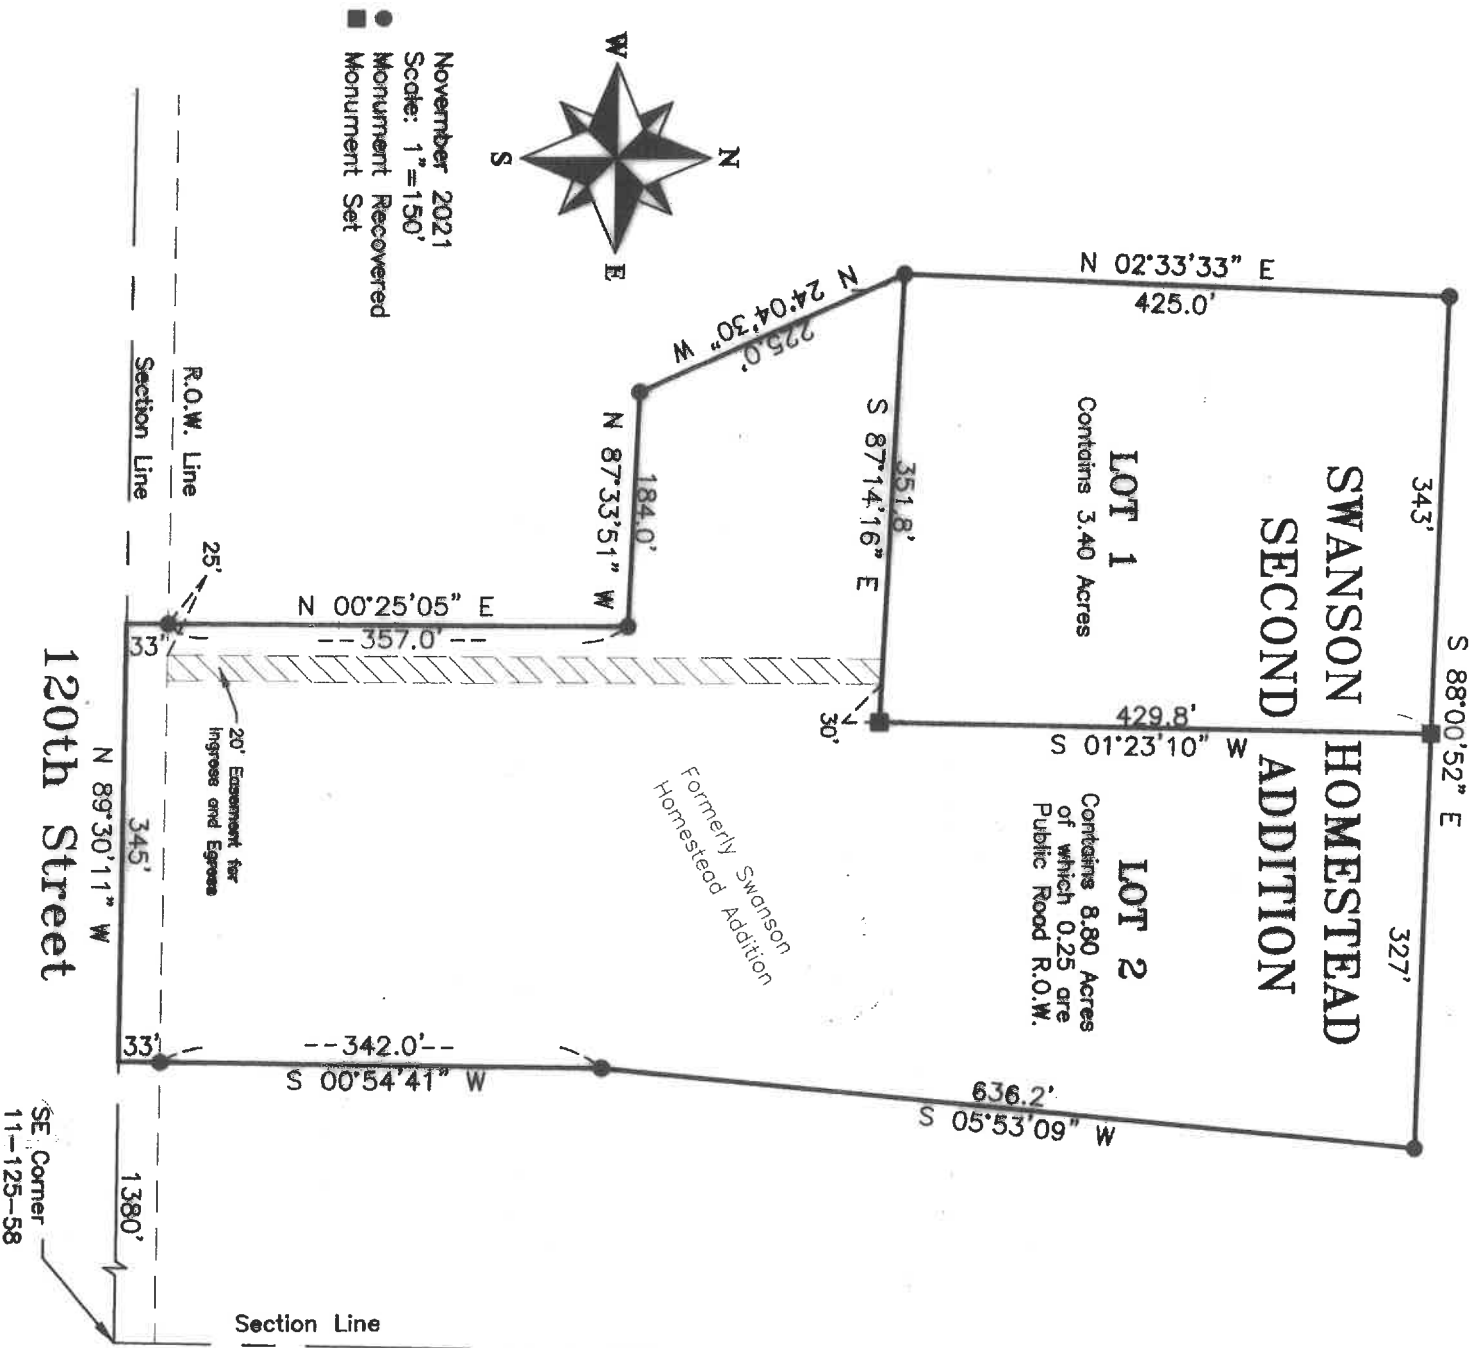 SWANSON HOMESTEAD
SECOND ADDITION
S 88°00'52" E
343'
327'
N 02°33'33" E
425.0'
LOT 1
Contains 3.40 Acres
429.8'
S 01°23'10" W
LOT 2
Contains 8.80 Acres
of which 0.25 are
Public Road R.O.W.
636.2'
S 05°53'09" W
351.8'
S 87°14'16" E
30'
N 24°04'30" W
225.0'
184.0'
N 87°33'51" W
Formerly Swanson
Homestead Addition
N 00°25'05" E
--357.0'--
--342.0'--
S 00°54'41" W
20' Easement for
Ingress and Egress
25'
33"
33'
345'
N 89°30'11" W
120th Street
1380'
SE Corner
11-125-58
Section Line
R.O.W. Line
Section Line
N
W
E
S
November 2021
Scale: 1"=150'
Monument Recovered
Monument Set